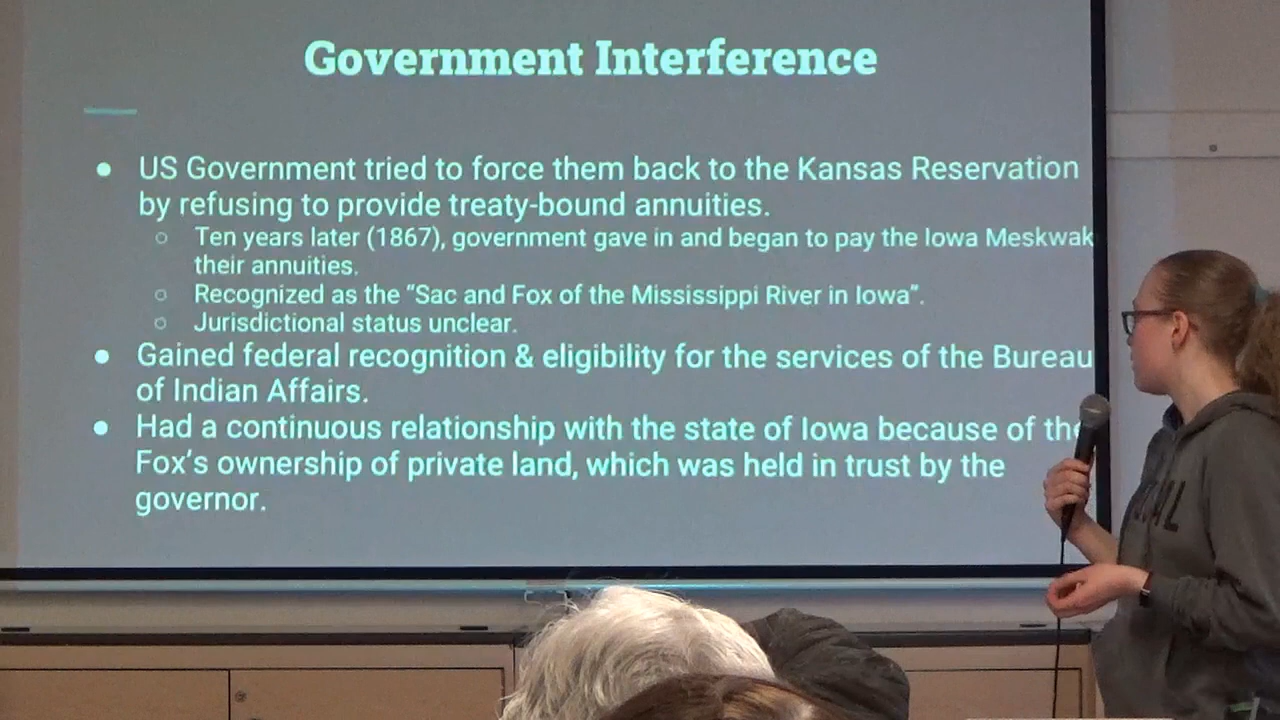 Government Interference
● US Government tried to force them back to the Kansas Reservation
by refusing to provide treaty-bound annuities.
○ Ten years later (1867), government gave in and began to pay the Iowa Meskwak
their annuities.
○ Recognized as the “Sac and Fox of the Mississippi River in Iowa”.
○ Jurisdictional status unclear.
● Gained federal recognition & eligibility for the services of the Bureau
of Indian Affairs.
● Had a continuous relationship with the state of Iowa because of the
Fox’s ownership of private land, which was held in trust by the
governor.